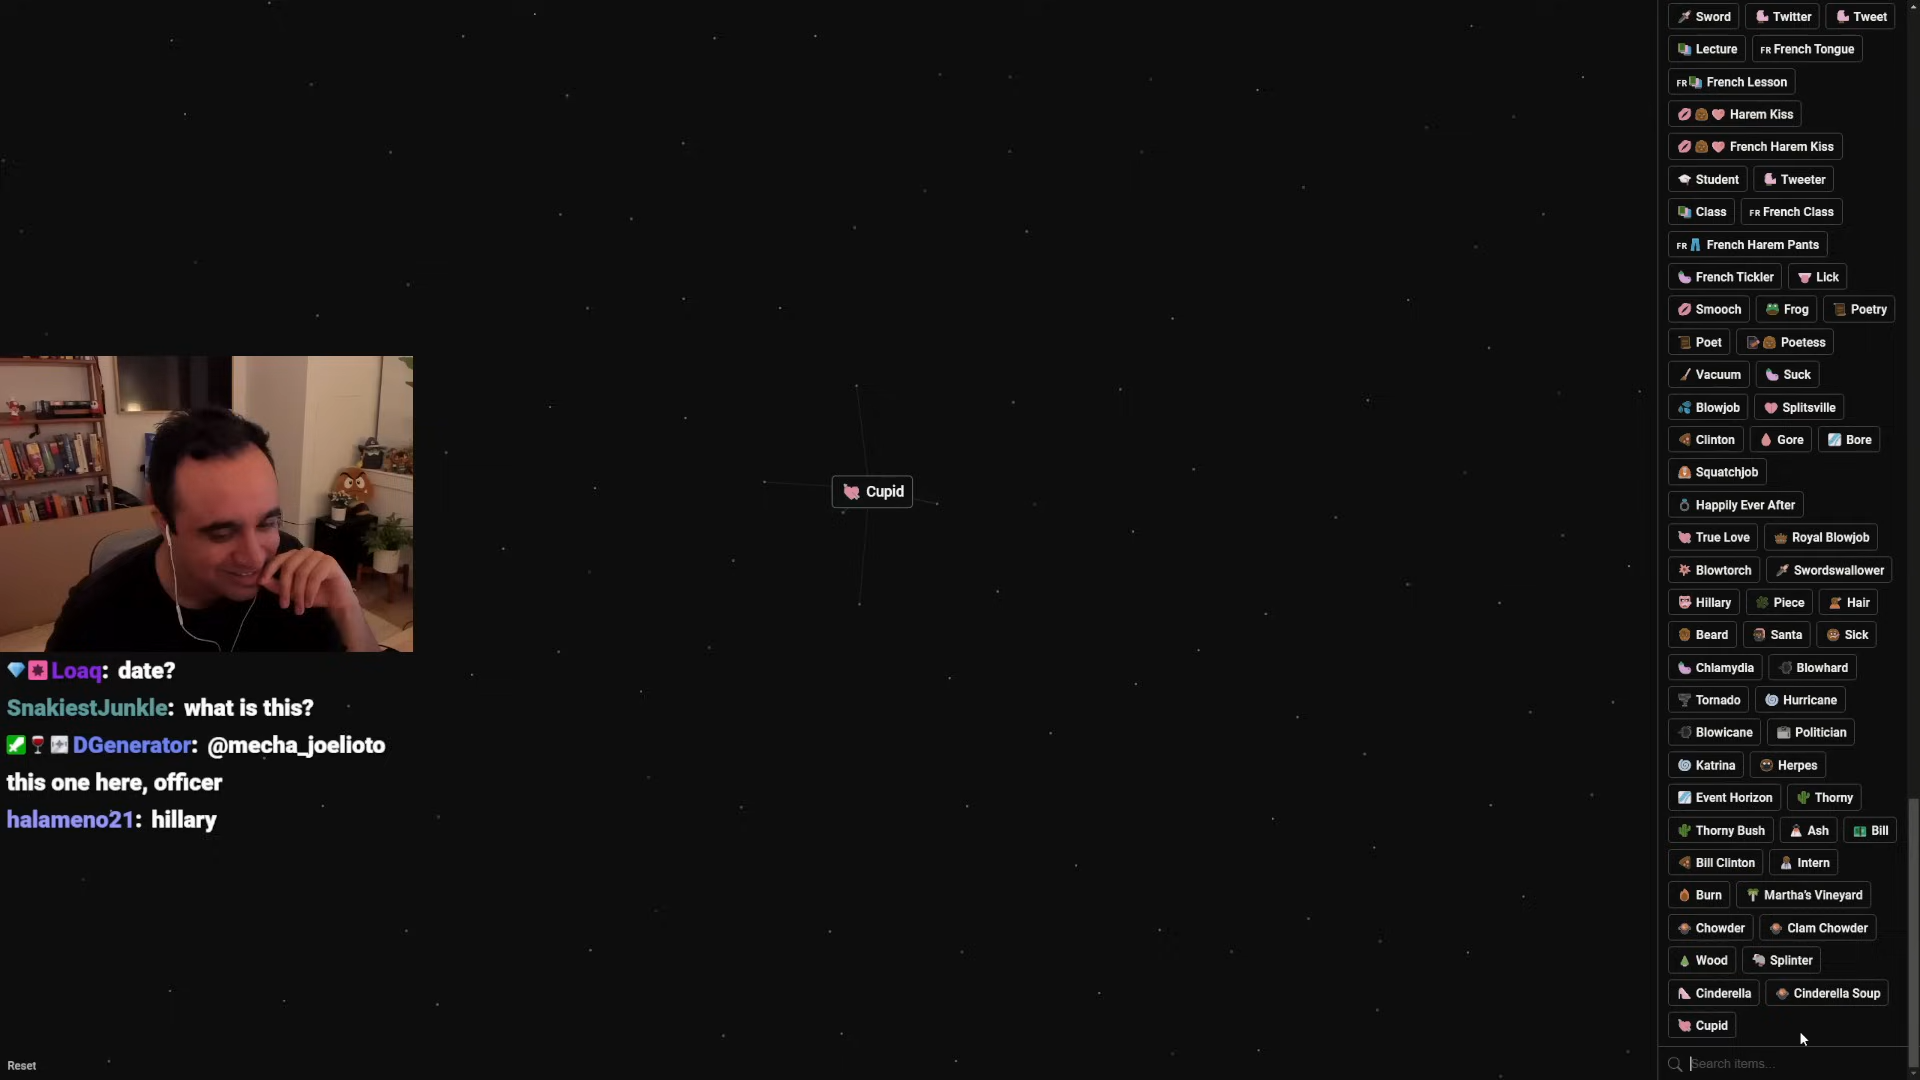 Sword Twitter Tweet
Lecture FR French Tongue
FR French Lesson
Harem Kiss
French Harem Kiss
Student Tweeter
Class FR French Class
FR French Harem Pants
French Tickler Lick
Smooch Frog Poetry
Poet Poetess
Vacuum Suck
Blowjob Splitsville
Clinton Gore Bore
Squatchjob
Happily Ever After
True Love Royal Blowjob
Blowtorch Swordswallower
Hillary Piece Hair
Beard Santa Sick
Chlamydia Blowhard
Tornado Hurricane
Blowicane Politician
Katrina Herpes
Event Horizon Thorny
Thorny Bush Ash Bill
Bill Clinton Intern
Burn Martha's Vineyard
Chowder Clam Chowder
Wood Splinter
Cinderella Cinderella Soup
Cupid
Search items...
Cupid
Loaq: date?
SnakiestJunkle: what is this?
DGenerator: @mecha_joelioto
this one here, officer
halameno21: hillary
Reset